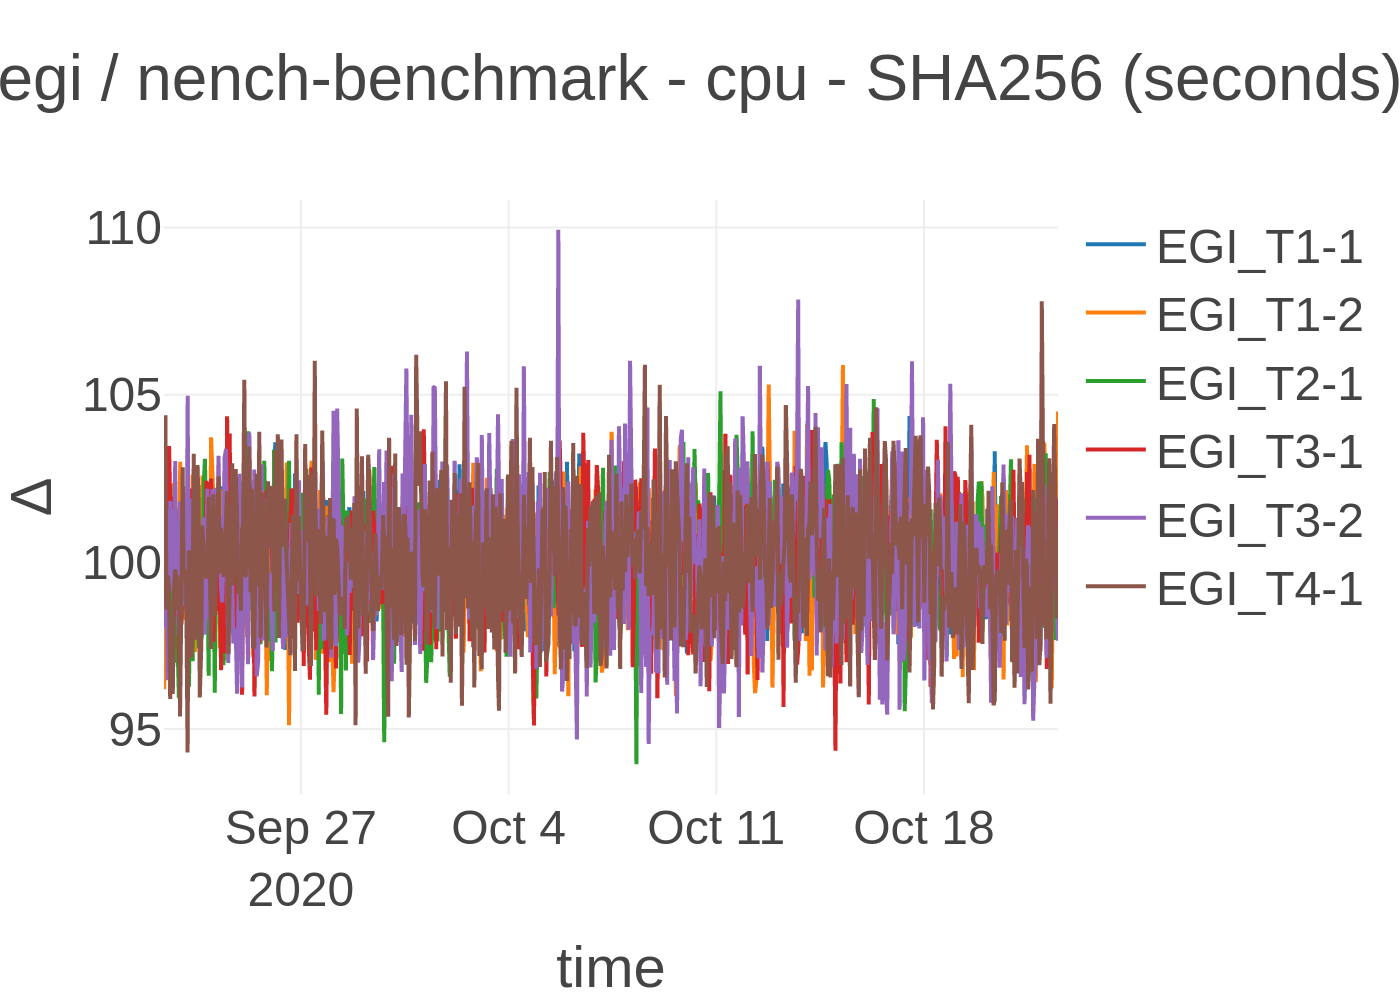 egi / nench-benchmark - cpu - SHA256 (seconds)
110
105
100
95
Δ
Sep 27
2020
Oct 4
Oct 11
Oct 18
time
EGI_T1-1
EGI_T1-2
EGI_T2-1
EGI_T3-1
EGI_T3-2
EGI_T4-1